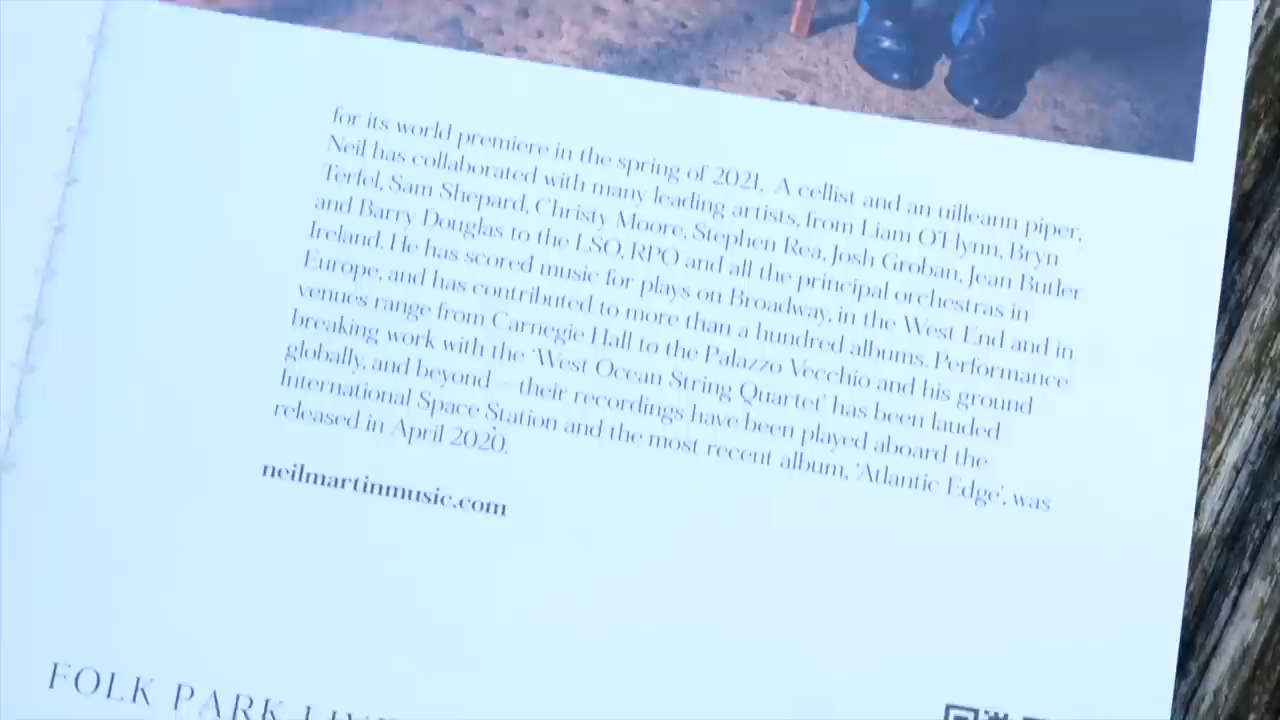 for its world premiere in the spring of 2021. A cellist and an uilleann piper,
Neil has collaborated with many leading artists, from Liam O'Flynn, Bryn
Terfel, Sam Shepard, Christy Moore, Stephen Rea, Josh Groban, Jean Butler
and Barry Douglas to the LSO, RPO and all the principal orchestras in
Ireland. He has scored music for plays on Broadway, in the West End and in
Europe, and has contributed to more than a hundred albums. Performance
venues range from Carnegie Hall to the Palazzo Vecchio and his ground
breaking work with the 'West Ocean String Quartet' has been lauded
globally, and beyond – their recordings have been played aboard the
International Space Station and the most recent album, 'Atlantic Edge', was
released in April 2020.
neilmartinmusic.com
FOLK PARK LIVE